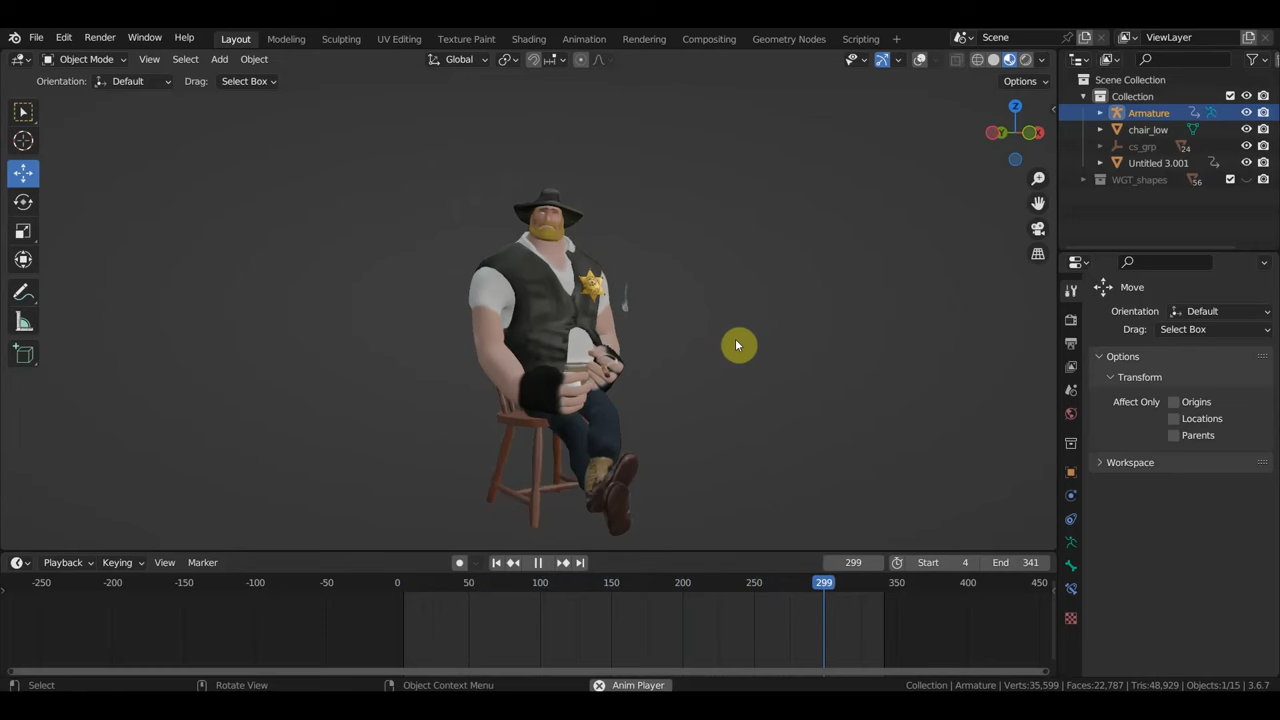 File Edit Render Window Help Layout Modeling Sculpting UV Editing Texture Paint Shading Animation Rendering Compositing Geometry Nodes Scripting + Scene ViewLayer
Object Mode View Select Add Object Global Options
Orientation: Default Drag: Select Box
Scene Collection
Collection
Armature
chair_low
cs_grp 24
Untitled 3.001
WGT_shapes 56
Z
Y X
Move
Orientation Default
Drag: Select Box
Options
Transform
Affect Only Origins
Locations
Parents
Workspace
Playback Keying View Marker 299 Start 4 End 341
-250 -200 -150 -100 -50 0 50 100 150 200 250 299 350 400 450
Select Rotate View Object Context Menu Anim Player Collection | Armature | Verts:35,599 | Faces:22,787 | Tris:48,929 | Objects:1/15 | 3.6.7